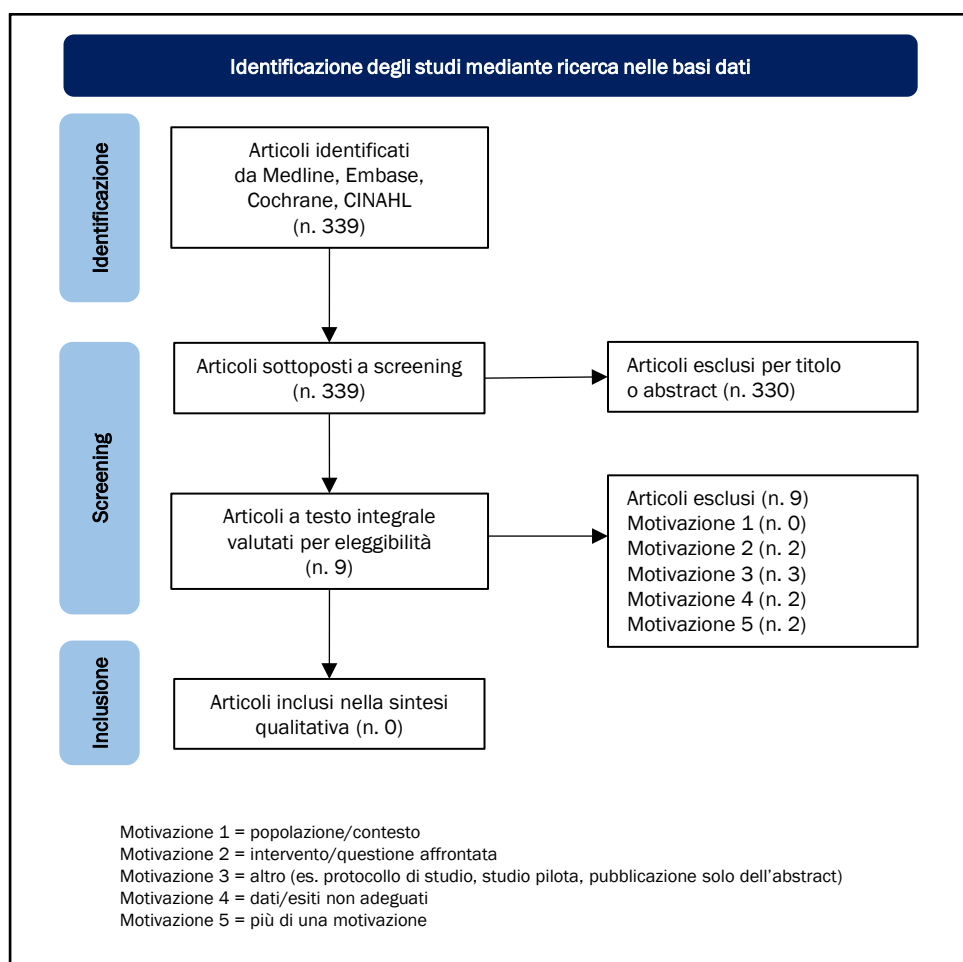 Identificazione degli studi mediante ricerca nelle basi dati
Identificazione
Articoli identificati
da Medline, Embase,
Cochrane, CINAHL
(n. 339)
Screening
Articoli sottoposti a screening
(n. 339)
Articoli esclusi per titolo
o abstract (n. 330)
Articoli a testo integrale
valutati per eleggibilità
(n. 9)
Articoli esclusi (n. 9)
Motivazione 1 (n. 0)
Motivazione 2 (n. 2)
Motivazione 3 (n. 3)
Motivazione 4 (n. 2)
Motivazione 5 (n. 2)
Inclusione
Articoli inclusi nella sintesi
qualitativa (n. 0)
Motivazione 1 = popolazione/contesto
Motivazione 2 = intervento/questione affrontata
Motivazione 3 = altro (es. protocollo di studio, studio pilota, pubblicazione solo dell'abstract)
Motivazione 4 = dati/esiti non adeguati
Motivazione 5 = più di una motivazione